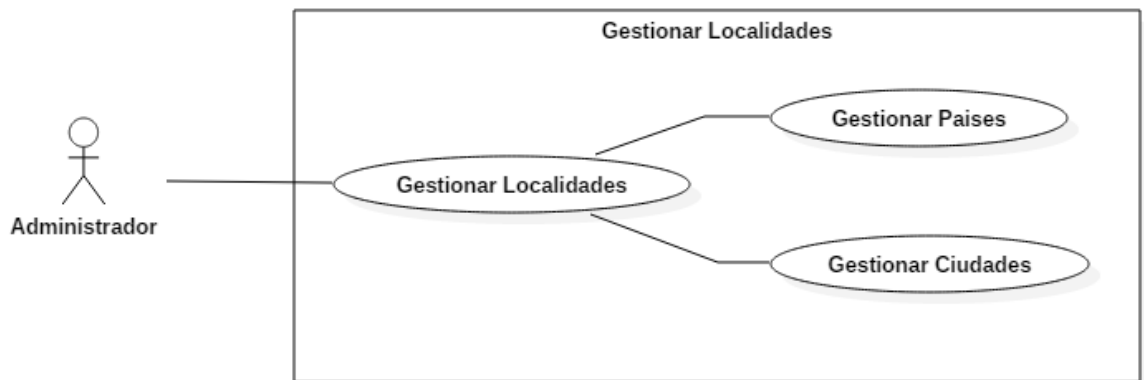 Gestionar Localidades
Gestionar Paises
Gestionar Localidades
Administrador
Gestionar Ciudades